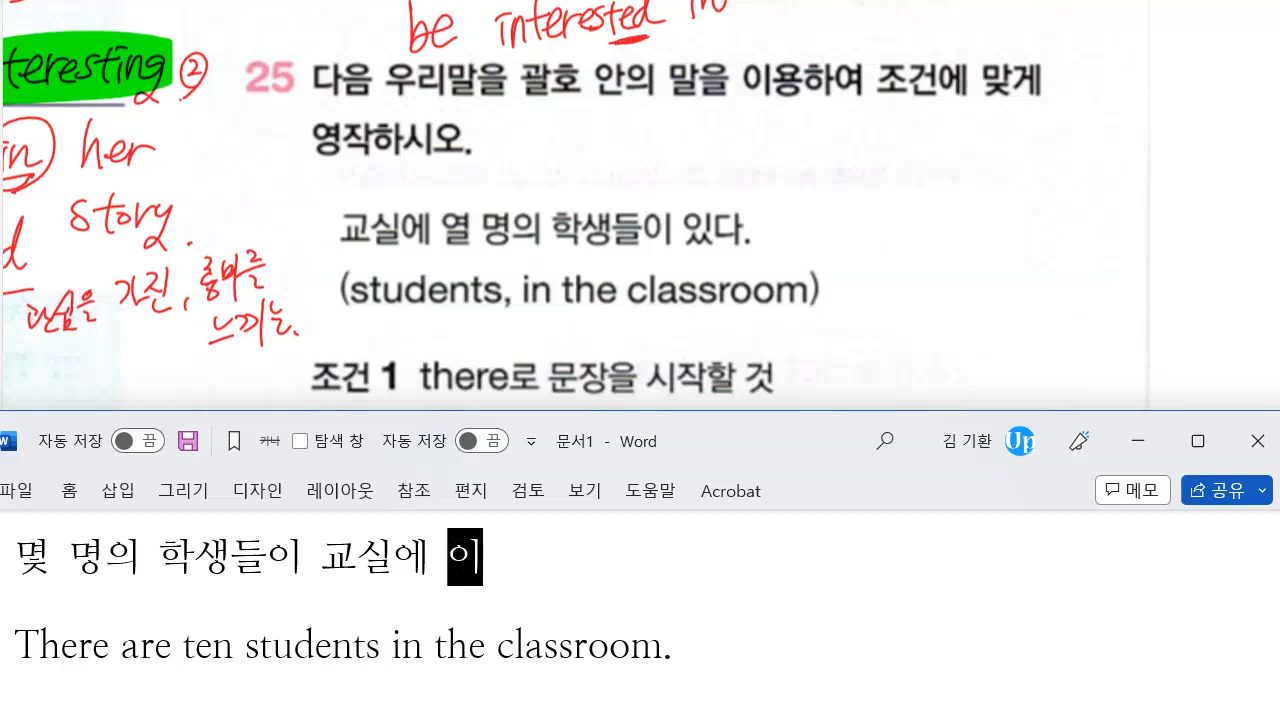 be interested in
teresting ②
25 다음 우리말을 괄호 안의 말을 이용하여 조건에 맞게
영작하시오.
in her
story.
d
관심을 가진, 흥미를
느끼는.
교실에 열 명의 학생들이 있다.
(students, in the classroom)
조건 1 there로 문장을 시작할 것
자동 저장 끔 가나 탐색 창 자동 저장 끔 문서1 - Word 김 기환 Up
파일 홈 삽입 그리기 디자인 레이아웃 참조 편지 검토 보기 도움말 Acrobat 메모 공유
몇 명의 학생들이 교실에 이
There are ten students in the classroom.